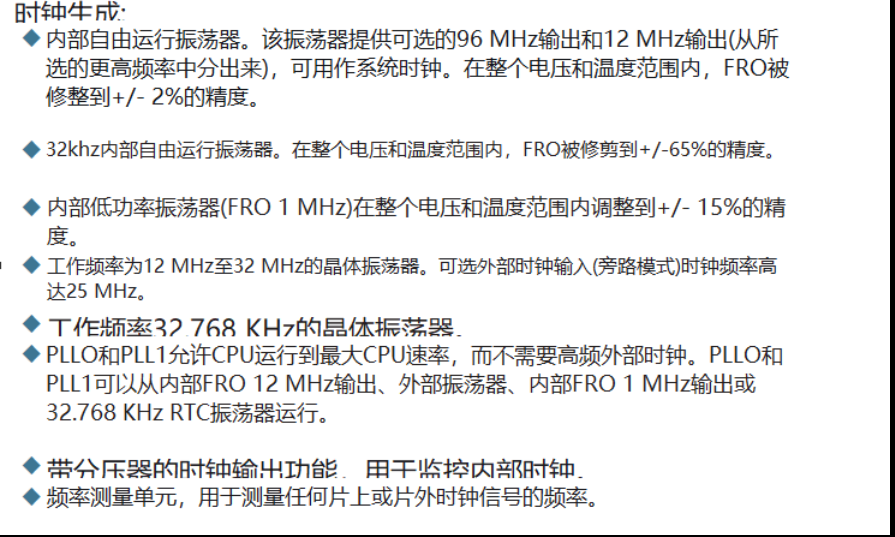 时钟生成:
内部自由运行振荡器。该振荡器提供可选的96 MHz输出和12 MHz输出(从所
选的更高频率中分出来)，可用作系统时钟。在整个电压和温度范围内，FRO被
修整到+/- 2%的精度。
32khz内部自由运行振荡器。在整个电压和温度范围内，FRO被修剪到+/-65%的精度。
内部低功率振荡器(FRO 1 MHz)在整个电压和温度范围内调整到+/- 15%的精
度。
工作频率为12 MHz至32 MHz的晶体振荡器。可选外部时钟输入(旁路模式)时钟频率高
达25 MHz。
工作频率32.768 KHz的晶体振荡器.
PLLO和PLL1允许CPU运行到最大CPU速率，而不需要高频外部时钟。PLLO和
PLL1可以从内部FRO 12 MHz输出、外部振荡器、内部FRO 1 MHz输出或
32.768 KHz RTC振荡器运行。
带分压器的时钟输出功能，用于监控内部时钟.
频率测量单元，用于测量任何片上或片外时钟信号的频率。